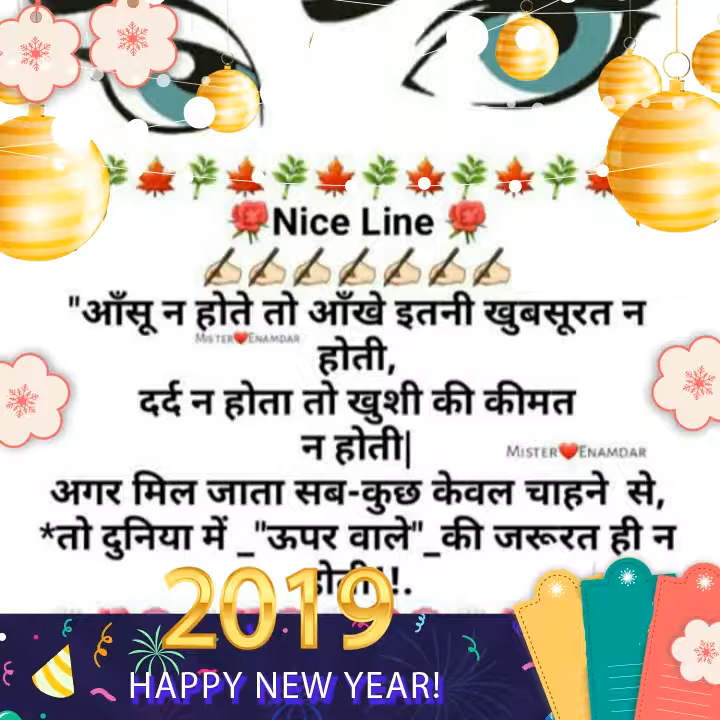 Nice Line
"आँसू न होते तो आँखे इतनी खुबसूरत न
MISTER ENAMDAR
होती,
दर्द न होता तो खुशी की कीमत
न होती|
MISTER ENAMDAR
अगर मिल जाता सब-कुछ केवल चाहने से,
*तो दुनिया में _"ऊपर वाले"_की जरूरत ही न
2019
HAPPY NEW YEAR!